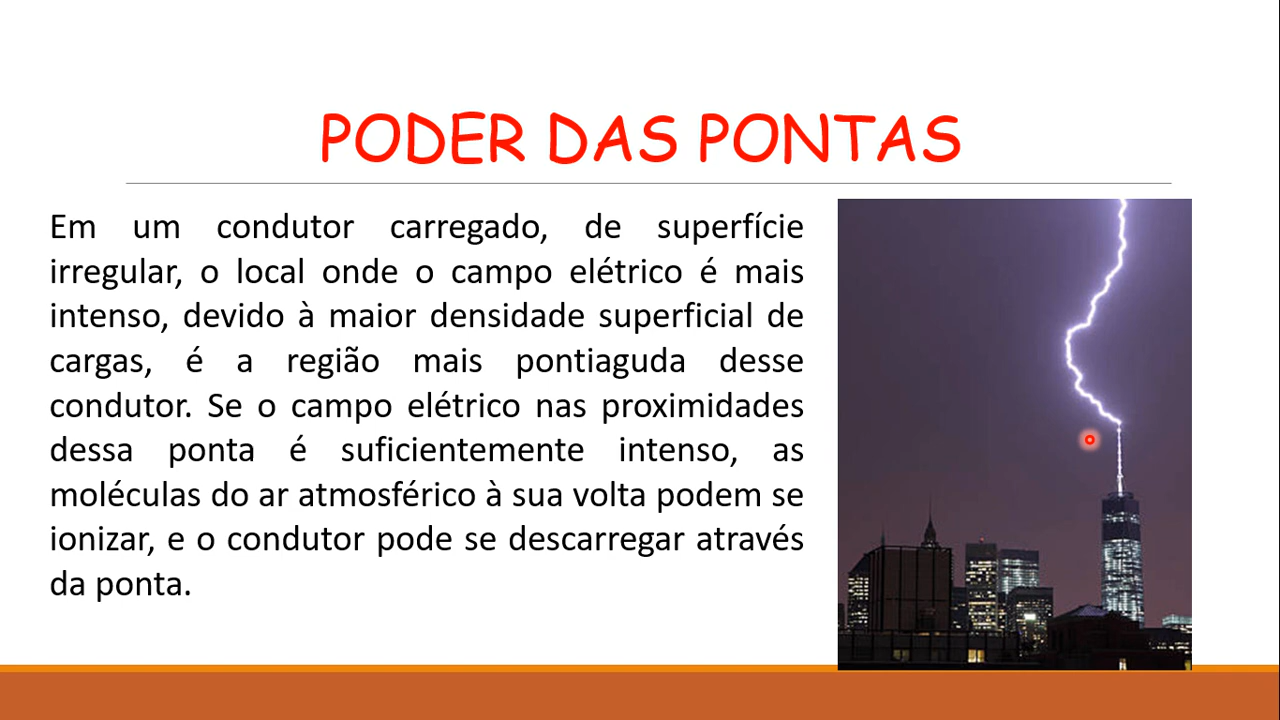 PODER DAS PONTAS
Em um condutor carregado, de superfície
irregular, o local onde o campo elétrico é mais
intenso, devido à maior densidade superficial de
cargas, é a região mais pontiaguda desse
condutor. Se o campo elétrico nas proximidades
dessa ponta é suficientemente intenso, as
moléculas do ar atmosférico à sua volta podem se
ionizar, e o condutor pode se descarregar através
da ponta.